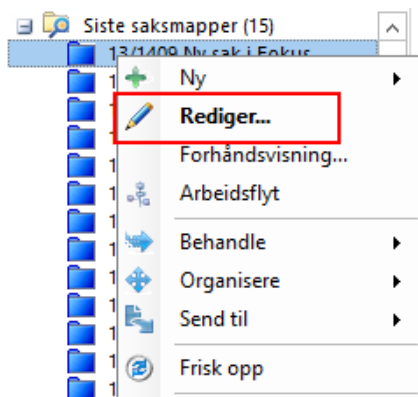 Siste saksmapper (15)
13/1409 Ny sak i Fokus
Ny
Rediger...
Forhåndsvisning...
Arbeidsflyt
Behandle
Organisere
Send til
Frisk opp